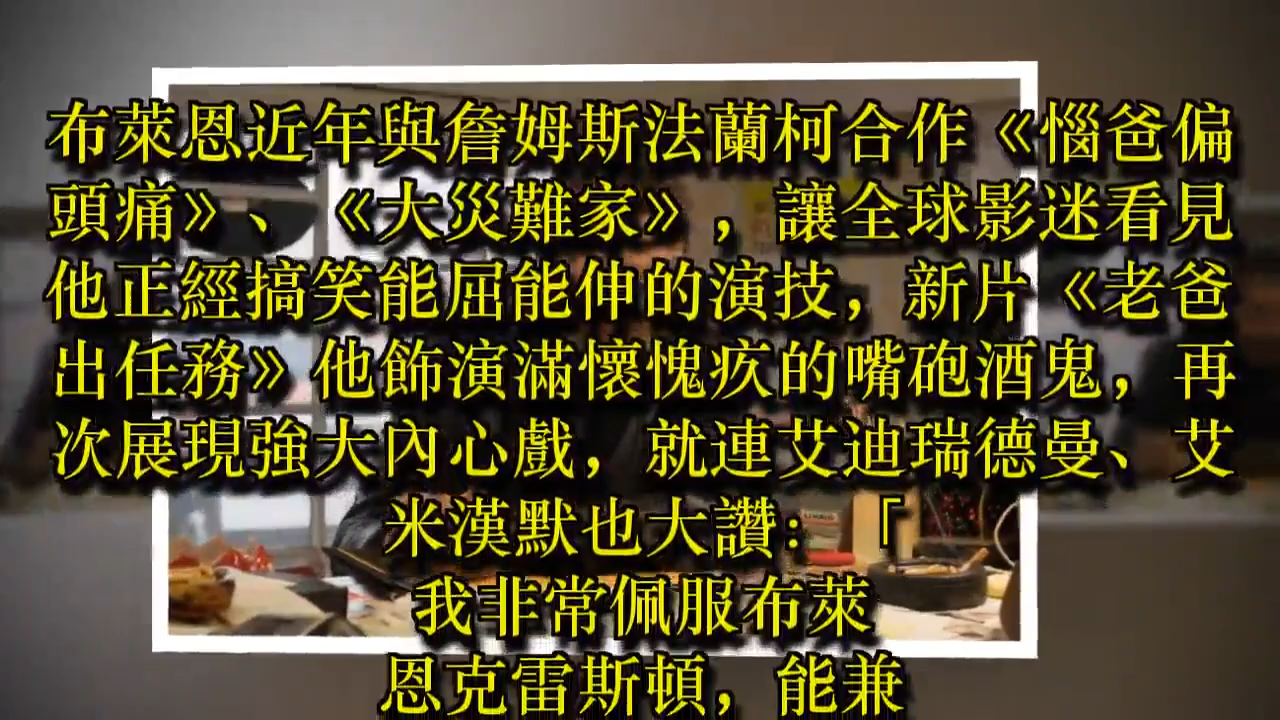 布萊恩近年與詹姆斯法蘭柯合作《惱爸偏
頭痛》、《大災難家》，讓全球影迷看見
他正經搞笑能屈能伸的演技，新片《老爸
出任務》他飾演滿懷愧疚的嘴砲酒鬼，再
次展現強大內心戲，就連艾迪瑞德曼、艾
米漢默也大讚：「
我非常佩服布萊
恩克雷斯頓，能兼